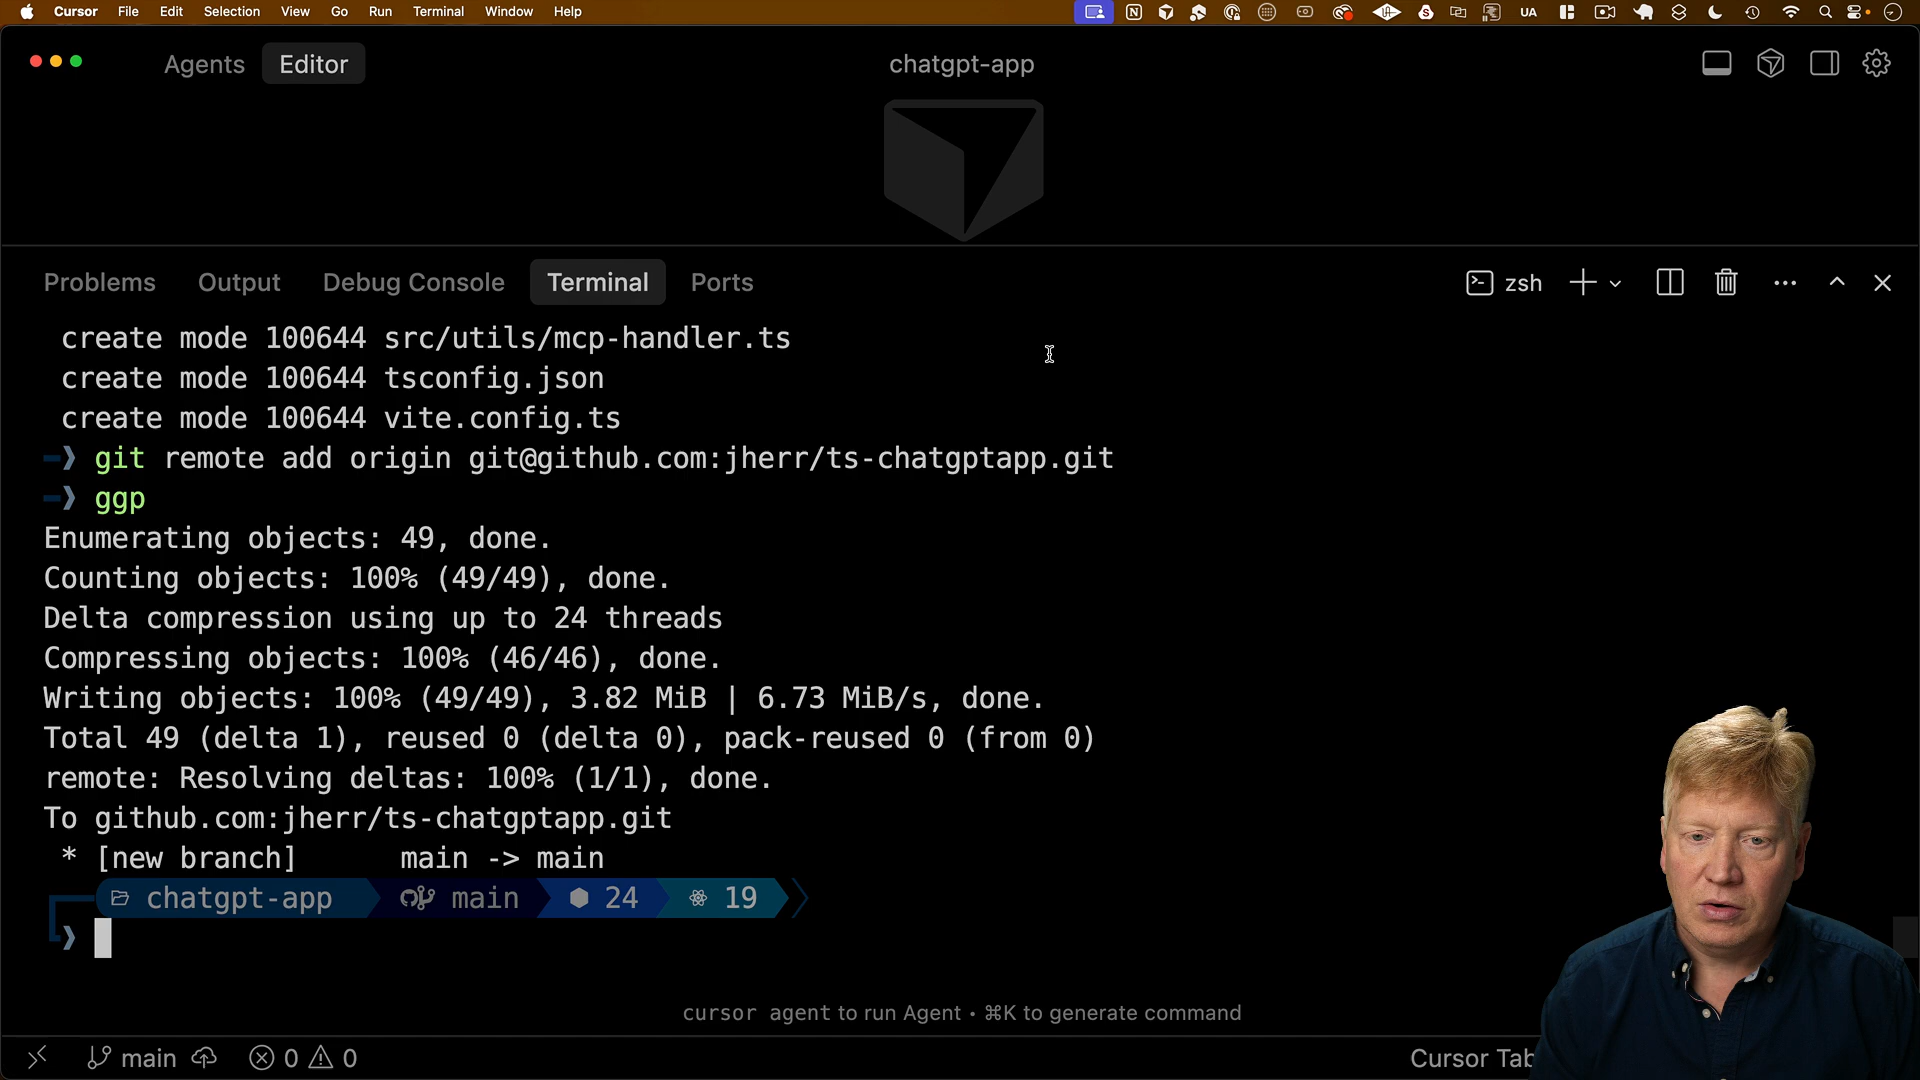 Cursor File Edit Selection View Go Run Terminal Window Help
UA
Agents Editor
chatgpt-app
Problems Output Debug Console Terminal Ports
zsh
create mode 100644 src/utils/mcp-handler.ts
create mode 100644 tsconfig.json
create mode 100644 vite.config.ts
git remote add origin git@github.com:jherr/ts-chatgptapp.git
ggp
Enumerating objects: 49, done.
Counting objects: 100% (49/49), done.
Delta compression using up to 24 threads
Compressing objects: 100% (46/46), done.
Writing objects: 100% (49/49), 3.82 MiB | 6.73 MiB/s, done.
Total 49 (delta 1), reused 0 (delta 0), pack-reused 0 (from 0)
remote: Resolving deltas: 100% (1/1), done.
To github.com:jherr/ts-chatgptapp.git
* [new branch] main -> main
chatgpt-app main 24 19
cursor agent to run Agent • ⌘K to generate command
main 0 0
Cursor Tab